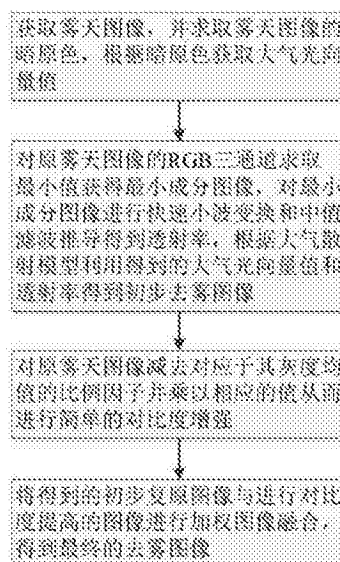 获取雾天图像，并求取雾天图像的
暗原色，根据暗原色获取大气光向
量值
对原雾天图像的RGB三通道求取
最小值获得最小成分图像，对最小
成分图像进行快速小波变换和中值
滤波推导得到透射率，根据大气散
射模型利用得到的大气光向量值和
透射率得到初步去雾图像
对原雾天图像减去对应于其灰度均
值的比例因子并乘以相应的值从而
进行简单的对比度增强
将得到的初步复原图像与进行对比
度提高的图像进行加权图像融合，
得到最终的去雾图像